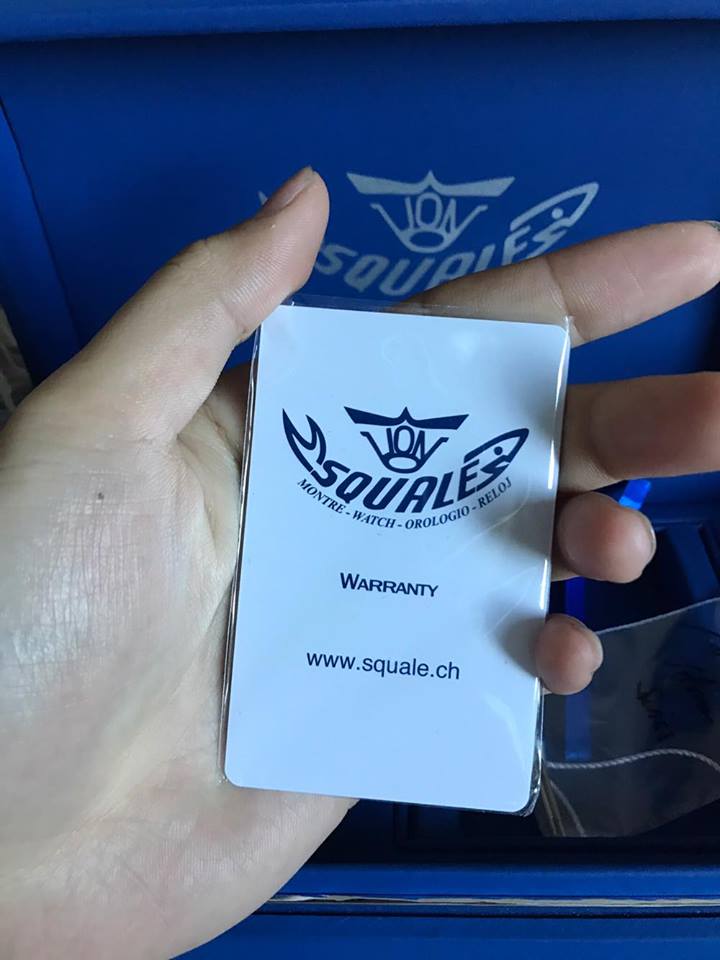 SQUALE
SQUALE
MONTRE - WATCH - OROLOGIO - RELOJ
WARRANTY
www.squale.ch